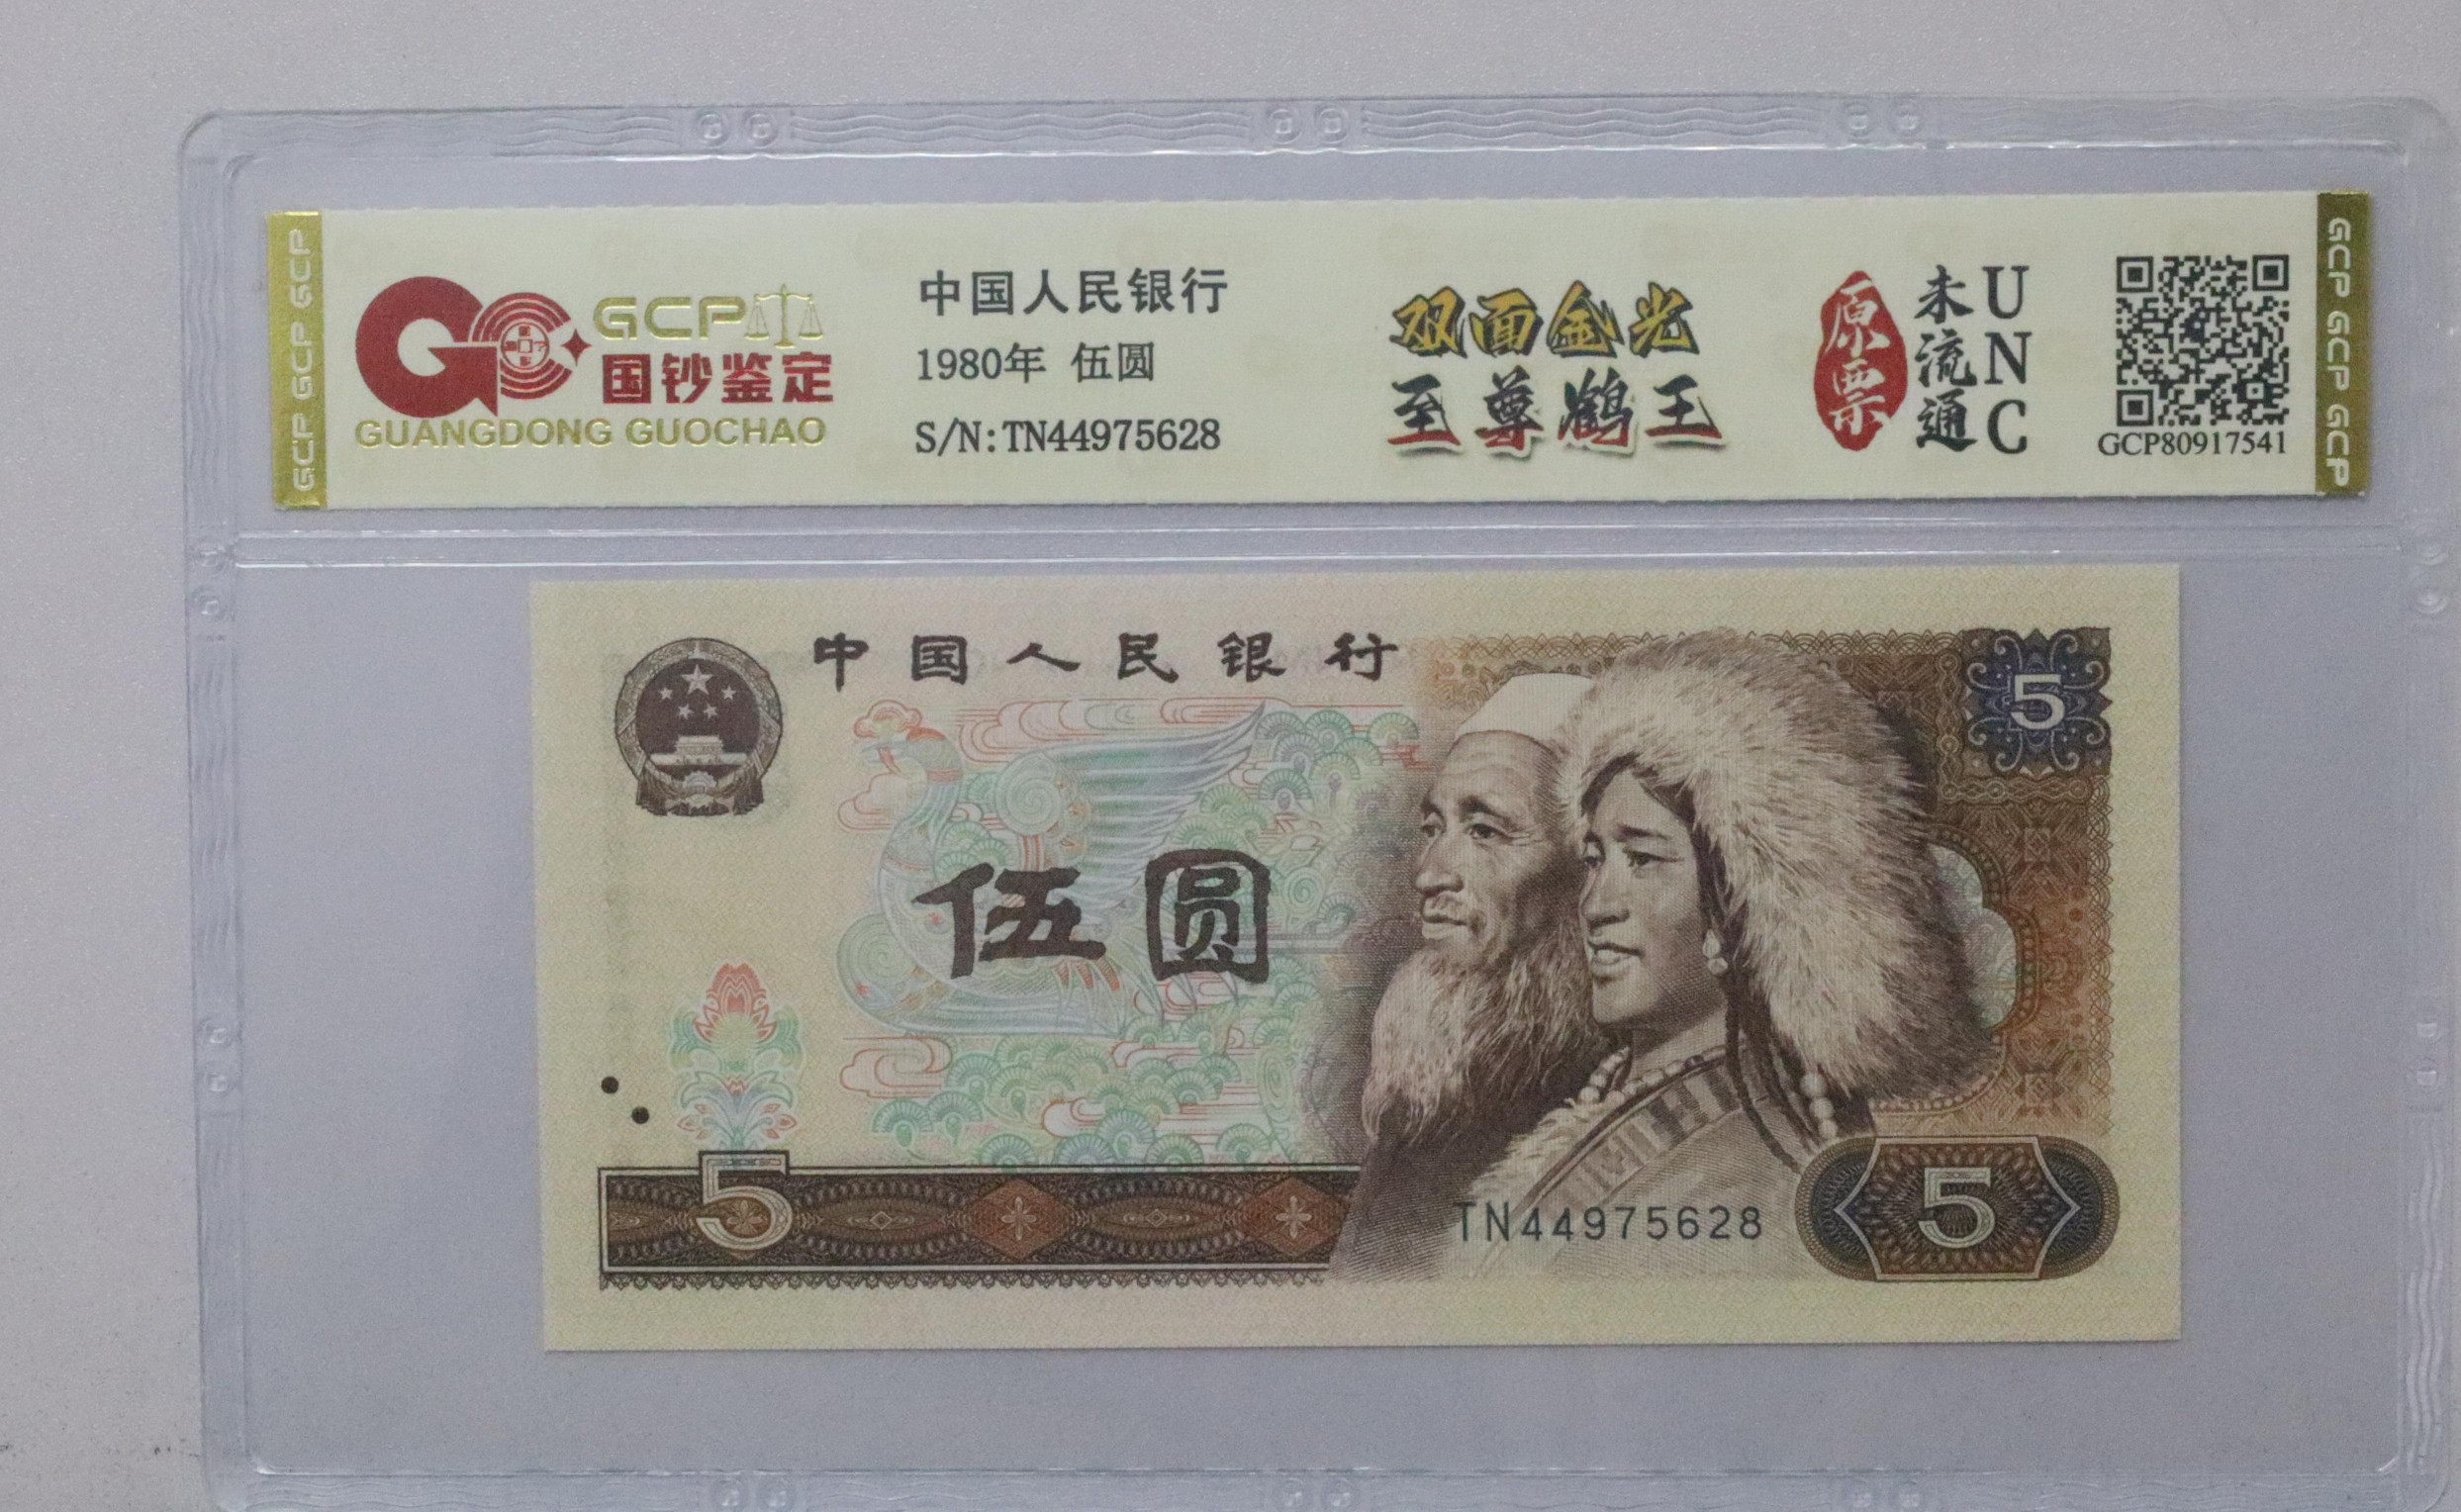 GCP GCP GCP
GCP
国钞鉴定
GUANGDONG GUOCHAO
中国人民银行
1980年 伍圆
S/N:TN44975628
双面金光
至尊鹤王
原票
未流通
UNC
GCP80917541
GCP GCP GCP
中国人民银行
5
伍圆
5
TN44975628
5